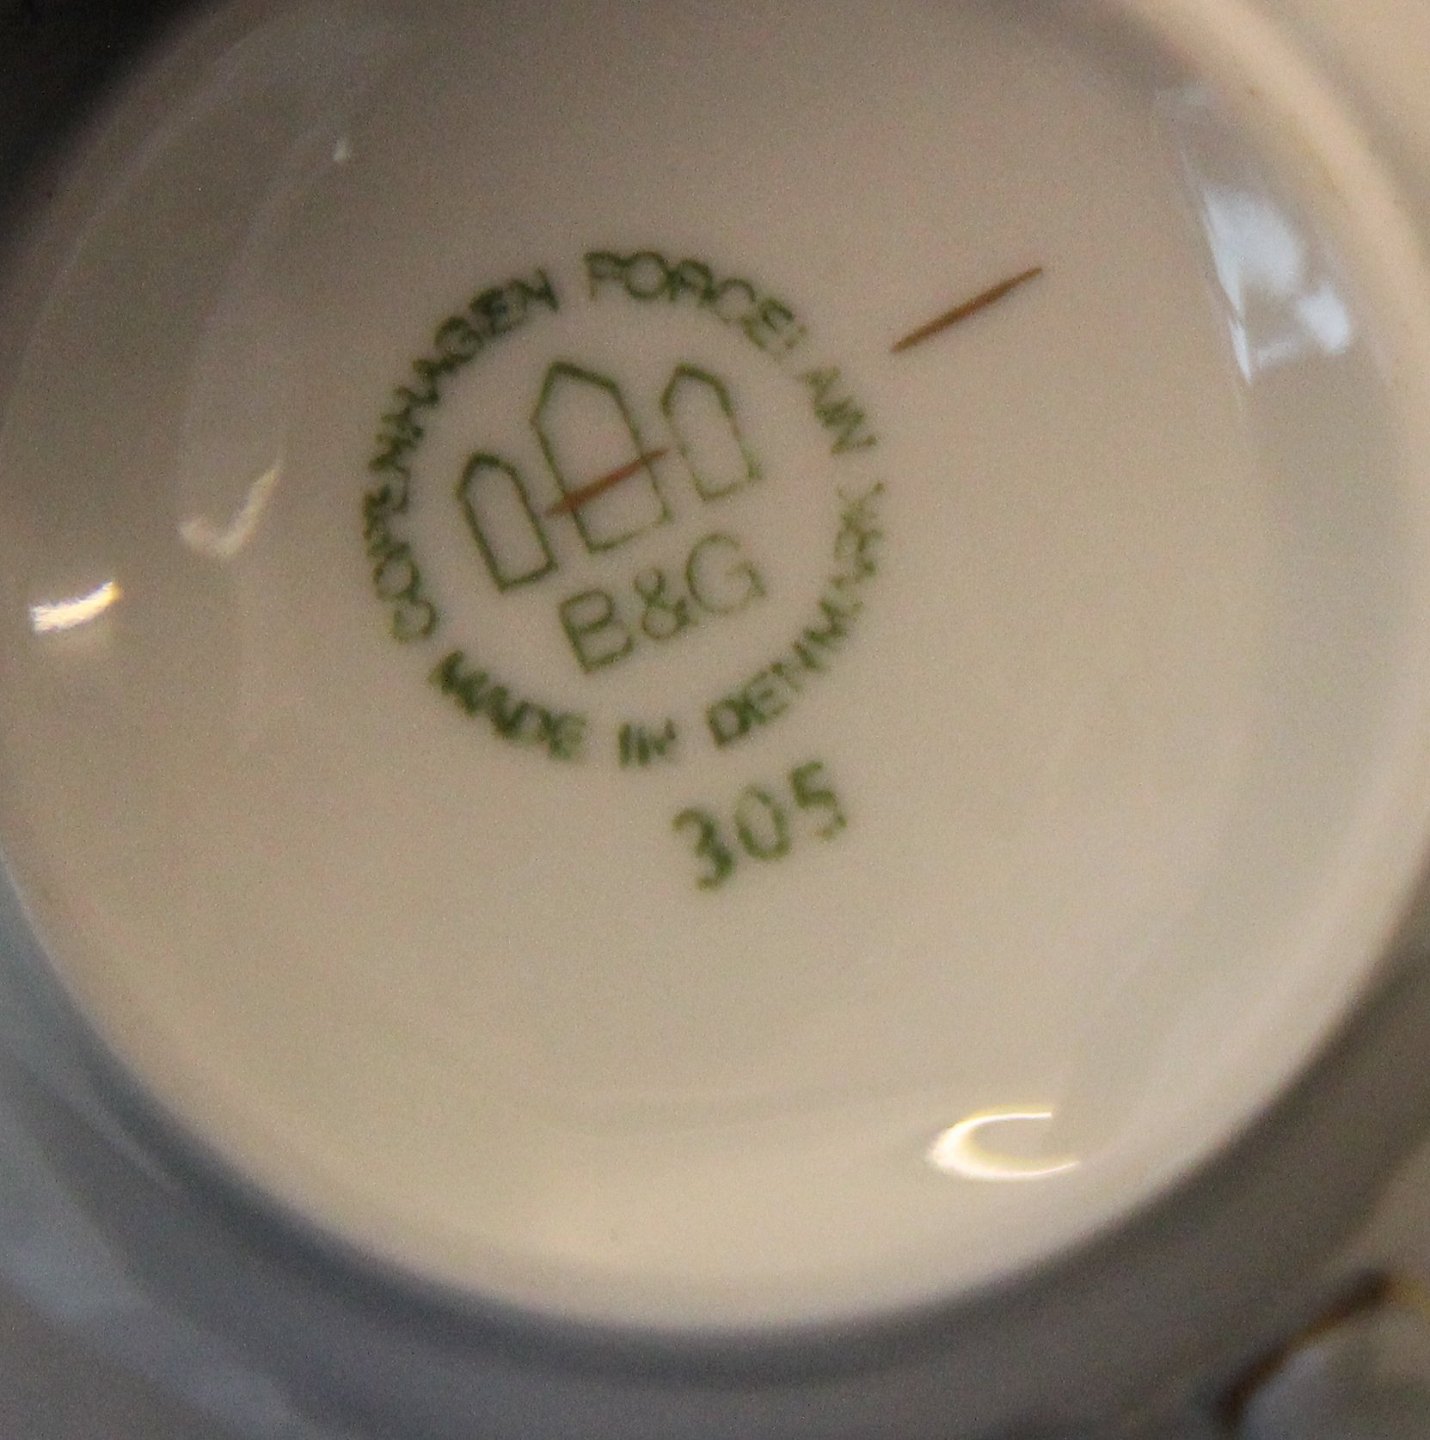 COPENHAGEN PORCELAIN
B&G
MADE IN DENMARK
305